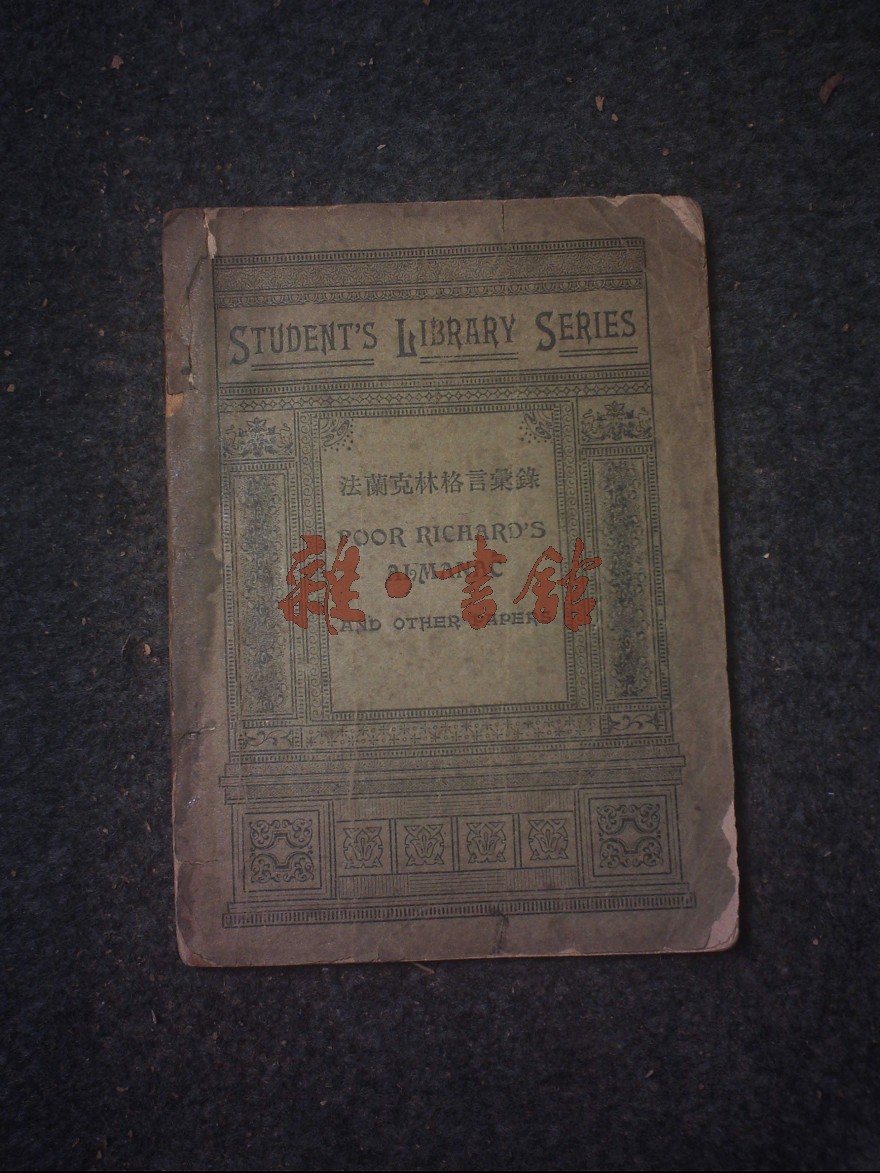 STUDENT'S LIBRARY SERIES
法蘭克林格言彙錄
POOR RICHARD'S
ALMANAC
AND OTHER PAPERS
雜·書館